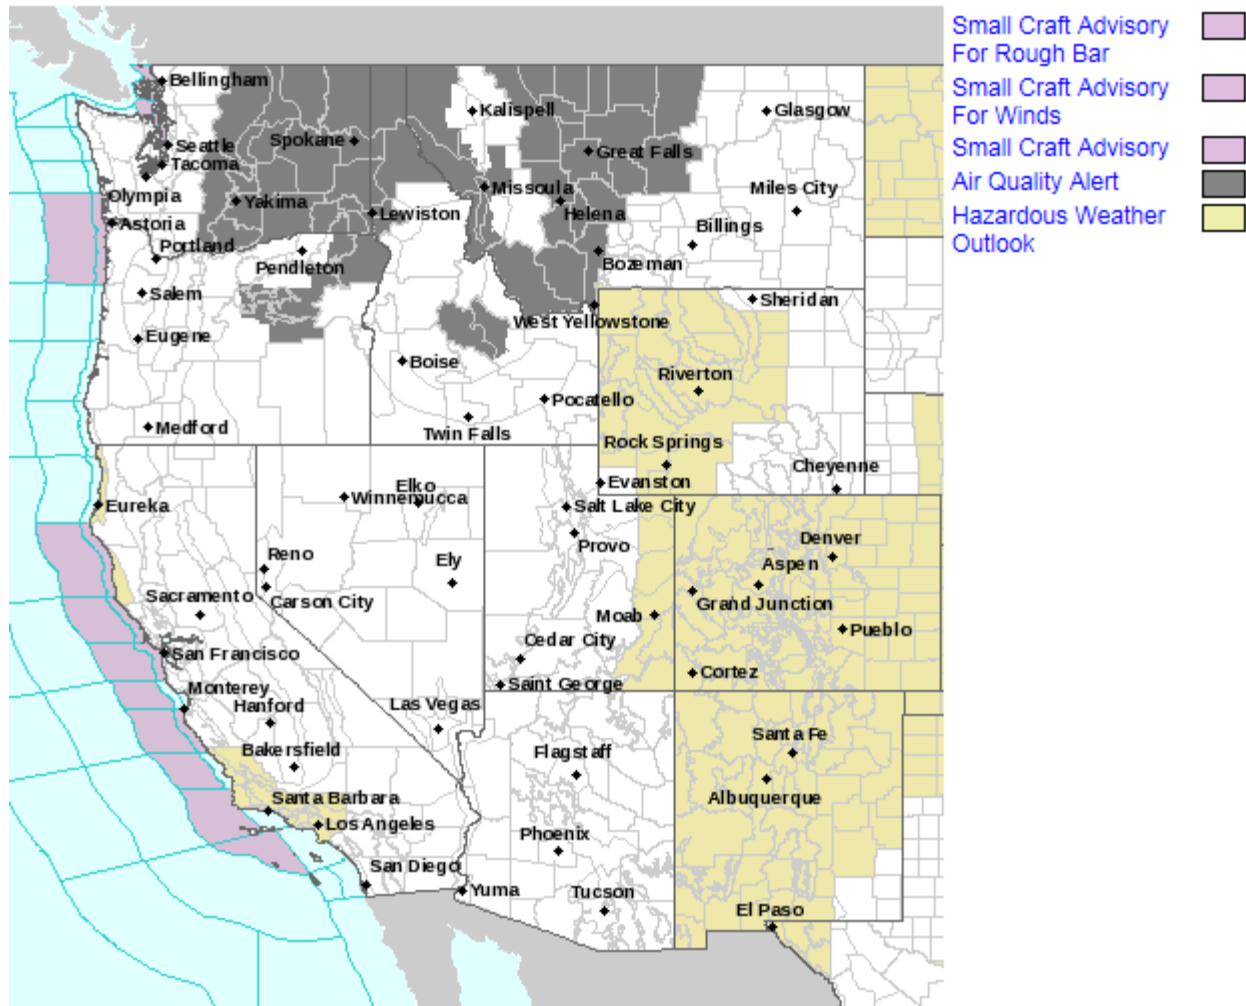 Small Craft Advisory
For Rough Bar
Small Craft Advisory
For Winds
Small Craft Advisory
Air Quality Alert
Hazardous Weather
Outlook
Bellingham
Kalispell
Glasgow
Seattle
Spokane
Great Falls
Tacoma
Olympia
Yakima
Lewiston
Missoula
Helena
Miles City
Astoria
Portland
Pendleton
Billings
Bozeman
Salem
West Yellowstone
Sheridan
Eugene
Boise
Riverton
Pocatello
Medford
Twin Falls
Rock Springs
Cheyenne
Evanston
Eureka
Elko
Winnemucca
Salt Lake City
Provo
Denver
Reno
Ely
Aspen
Sacramento
Carson City
Grand Junction
Moab
Pueblo
San Francisco
Cedar City
Cortez
Saint George
Monterey
Hanford
Las Vegas
Bakersfield
Flagstaff
Santa Fe
Albuquerque
Santa Barbara
Los Angeles
Phoenix
San Diego
Yuma
Tucson
El Paso